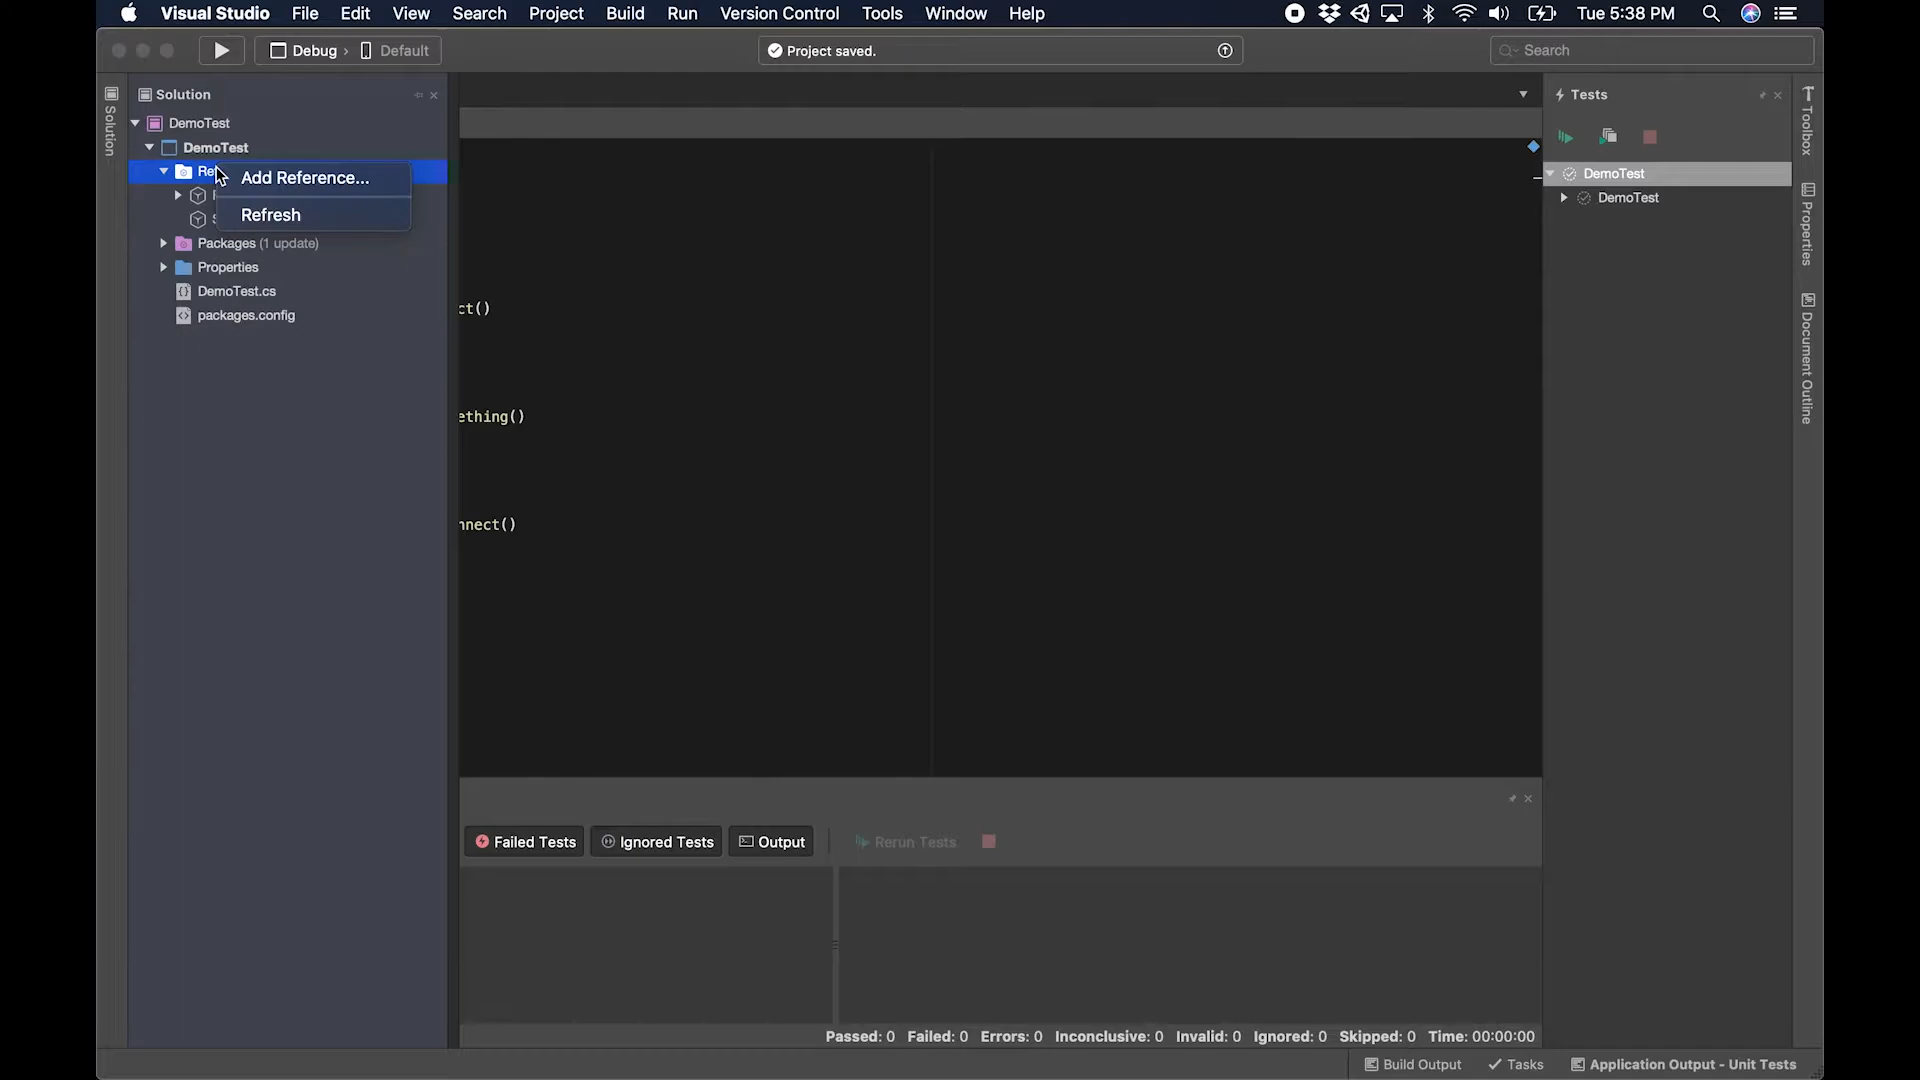 Visual Studio File Edit View Search Project Build Run Version Control Tools Window Help Tue 5:38 PM
Debug › Default
Project saved.
Search
Solution
Solution
DemoTest
DemoTest
Add Reference...
Refresh
Packages (1 update)
Properties
DemoTest.cs
packages.config
ct()
ething()
nnect()
Tests
DemoTest
DemoTest
Toolbox
Properties
Document Outline
Failed Tests Ignored Tests Output Rerun Tests
Passed: 0 Failed: 0 Errors: 0 Inconclusive: 0 Invalid: 0 Ignored: 0 Skipped: 0 Time: 00:00:00
Build Output Tasks Application Output - Unit Tests